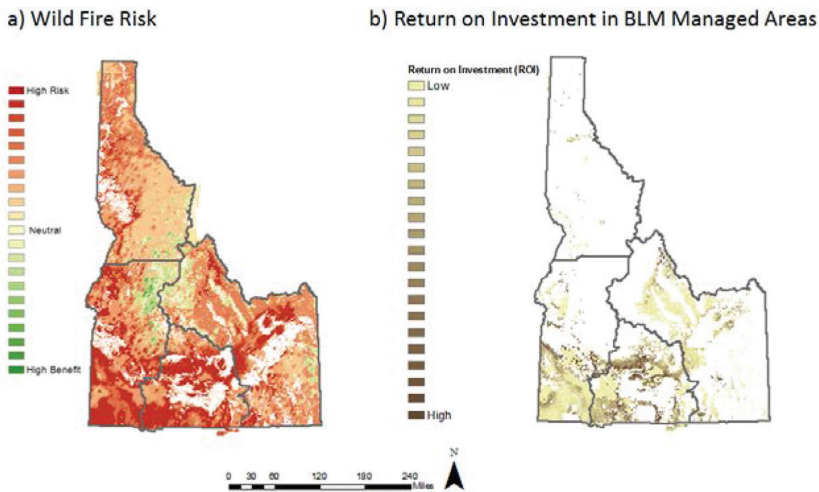 a) Wild Fire Risk
High Risk
Neutral
High Benefit
b) Return on Investment in BLM Managed Areas
Return on Investment (ROI)
Low
High
N
0 30 60 120 180 240
Miles